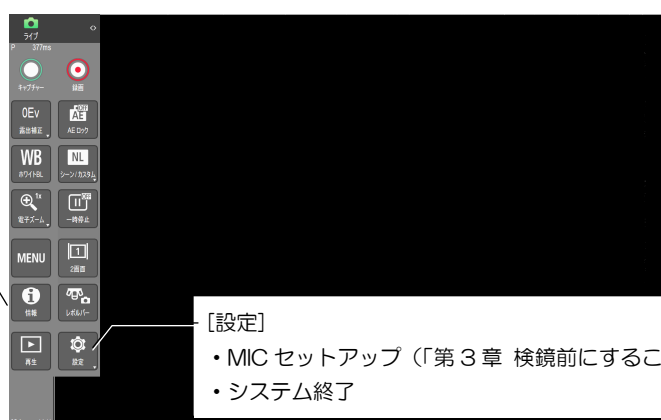 ライブ
P 377ms
キャプチャー 録画
0Ev OFF AE
露出補正 AE ロック
WB NL
ホワイトBL シーン/カスタム
1x OFF
電子ズーム 一時停止
MENU 1
2画面
情報 レボルバー
再生 設定
[設定]
・MIC セットアップ（「第 3 章 検鏡前にするこ
・システム終了